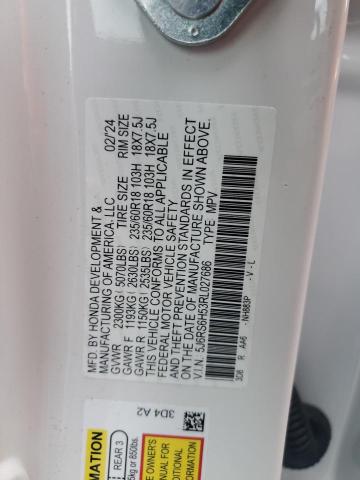 MFD. BY HONDA DEVELOPMENT & 02/'24
MANUFACTURING OF AMERICA, LLC
TIRE SIZE RIM SIZE
GVWR 2300KG (5070LBS)
GAWR F 1193KG (2630LBS) 235/60R18 103H 18X7.5J
GAWR R 1150KG (2535LBS) 235/60R18 103H 18X7.5J
THIS VEHICLE CONFORMS TO ALL APPLICABLE
FEDERAL MOTOR VEHICLE SAFETY
AND THEFT PREVENTION STANDARDS IN EFFECT
ON THE DATE OF MANUFACTURE SHOWN ABOVE.
V.I.N: 5J6RS6H53RL027686 TYPE: MPV
3D8 R AA6 -NH883P -V-L
3D4 A2
REAR 3
850lbs.